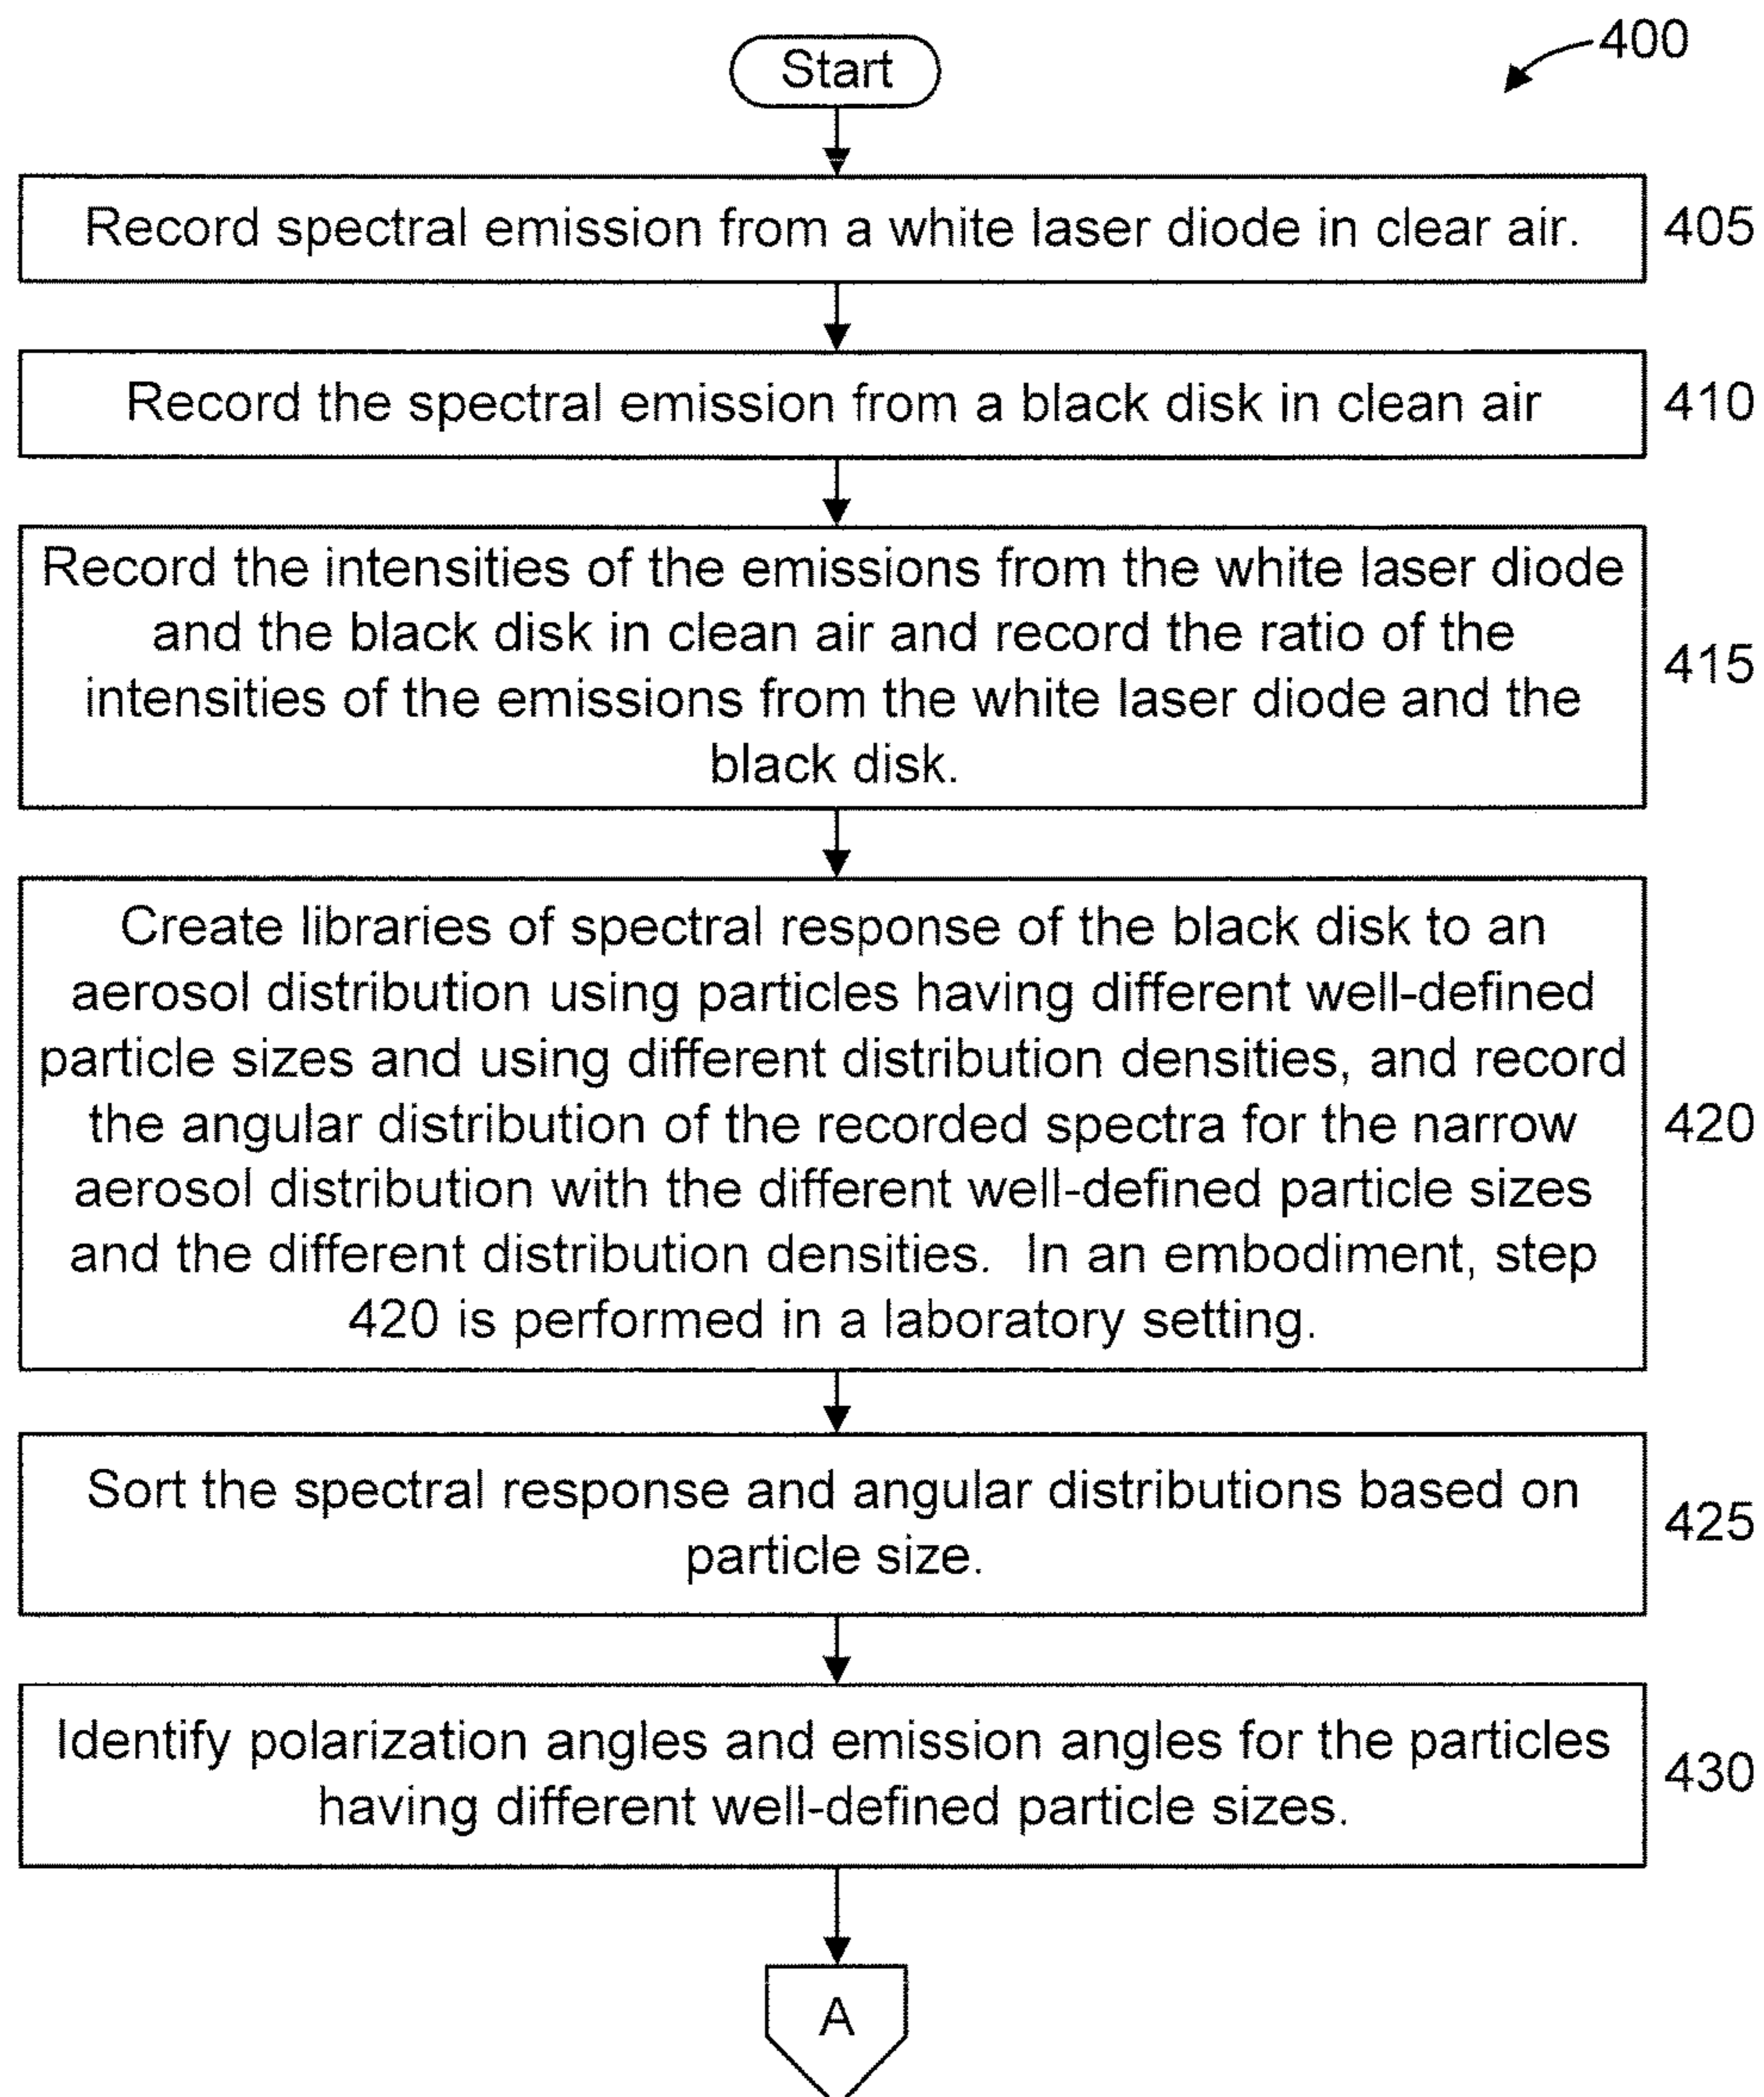 400
Start
Record spectral emission from a white laser diode in clear air.
405
Record the spectral emission from a black disk in clean air
410
Record the intensities of the emissions from the white laser diode
and the black disk in clean air and record the ratio of the
intensities of the emissions from the white laser diode and the
black disk.
415
Create libraries of spectral response of the black disk to an
aerosol distribution using particles having different well-defined
particle sizes and using different distribution densities, and record
the angular distribution of the recorded spectra for the narrow
aerosol distribution with the different well-defined particle sizes
and the different distribution densities.  In an embodiment, step
420 is performed in a laboratory setting.
420
Sort the spectral response and angular distributions based on
particle size.
425
Identify polarization angles and emission angles for the particles
having different well-defined particle sizes.
430
A